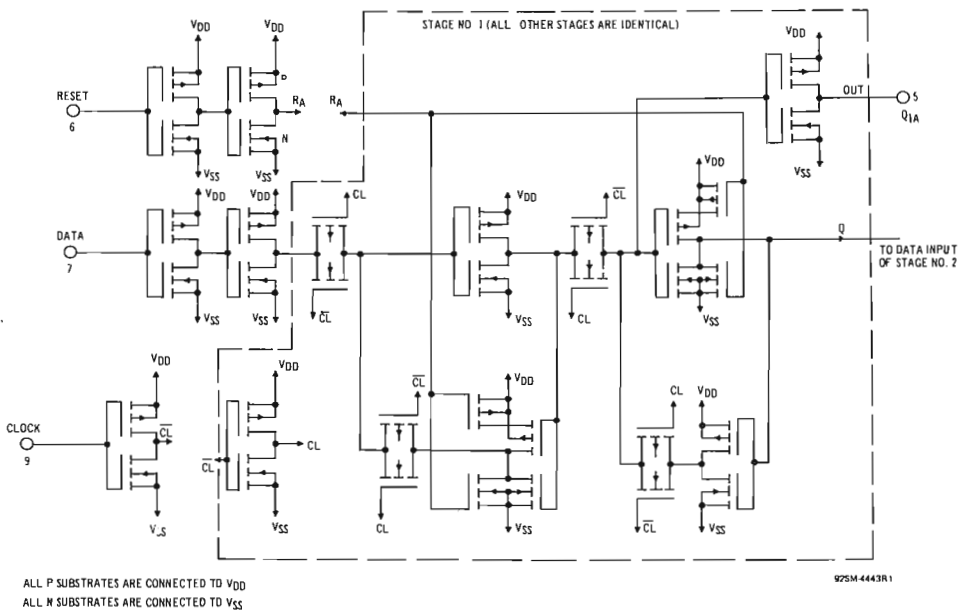 STAGE NO 1 (ALL OTHER STAGES ARE IDENTICAL)
VDD
VDD
VDD
P
RESET
6
RA
RA
OUT
5
Q1A
N
VSS
VSS
VSS
VDD
VDD
CL
VDD
CL
VDD
DATA
7
Q
TO DATA INPUT
OF STAGE NO. 2
VSS
VSS
CL
VSS
CL
VSS
VDD
VDD
CL
VDD
CL
VDD
CLOCK
9
CL
CL
CL
VSS
VSS
CL
VSS
CL
VSS
ALL P SUBSTRATES ARE CONNECTED TO VDD
ALL N SUBSTRATES ARE CONNECTED TO VSS
92SM-4443R1